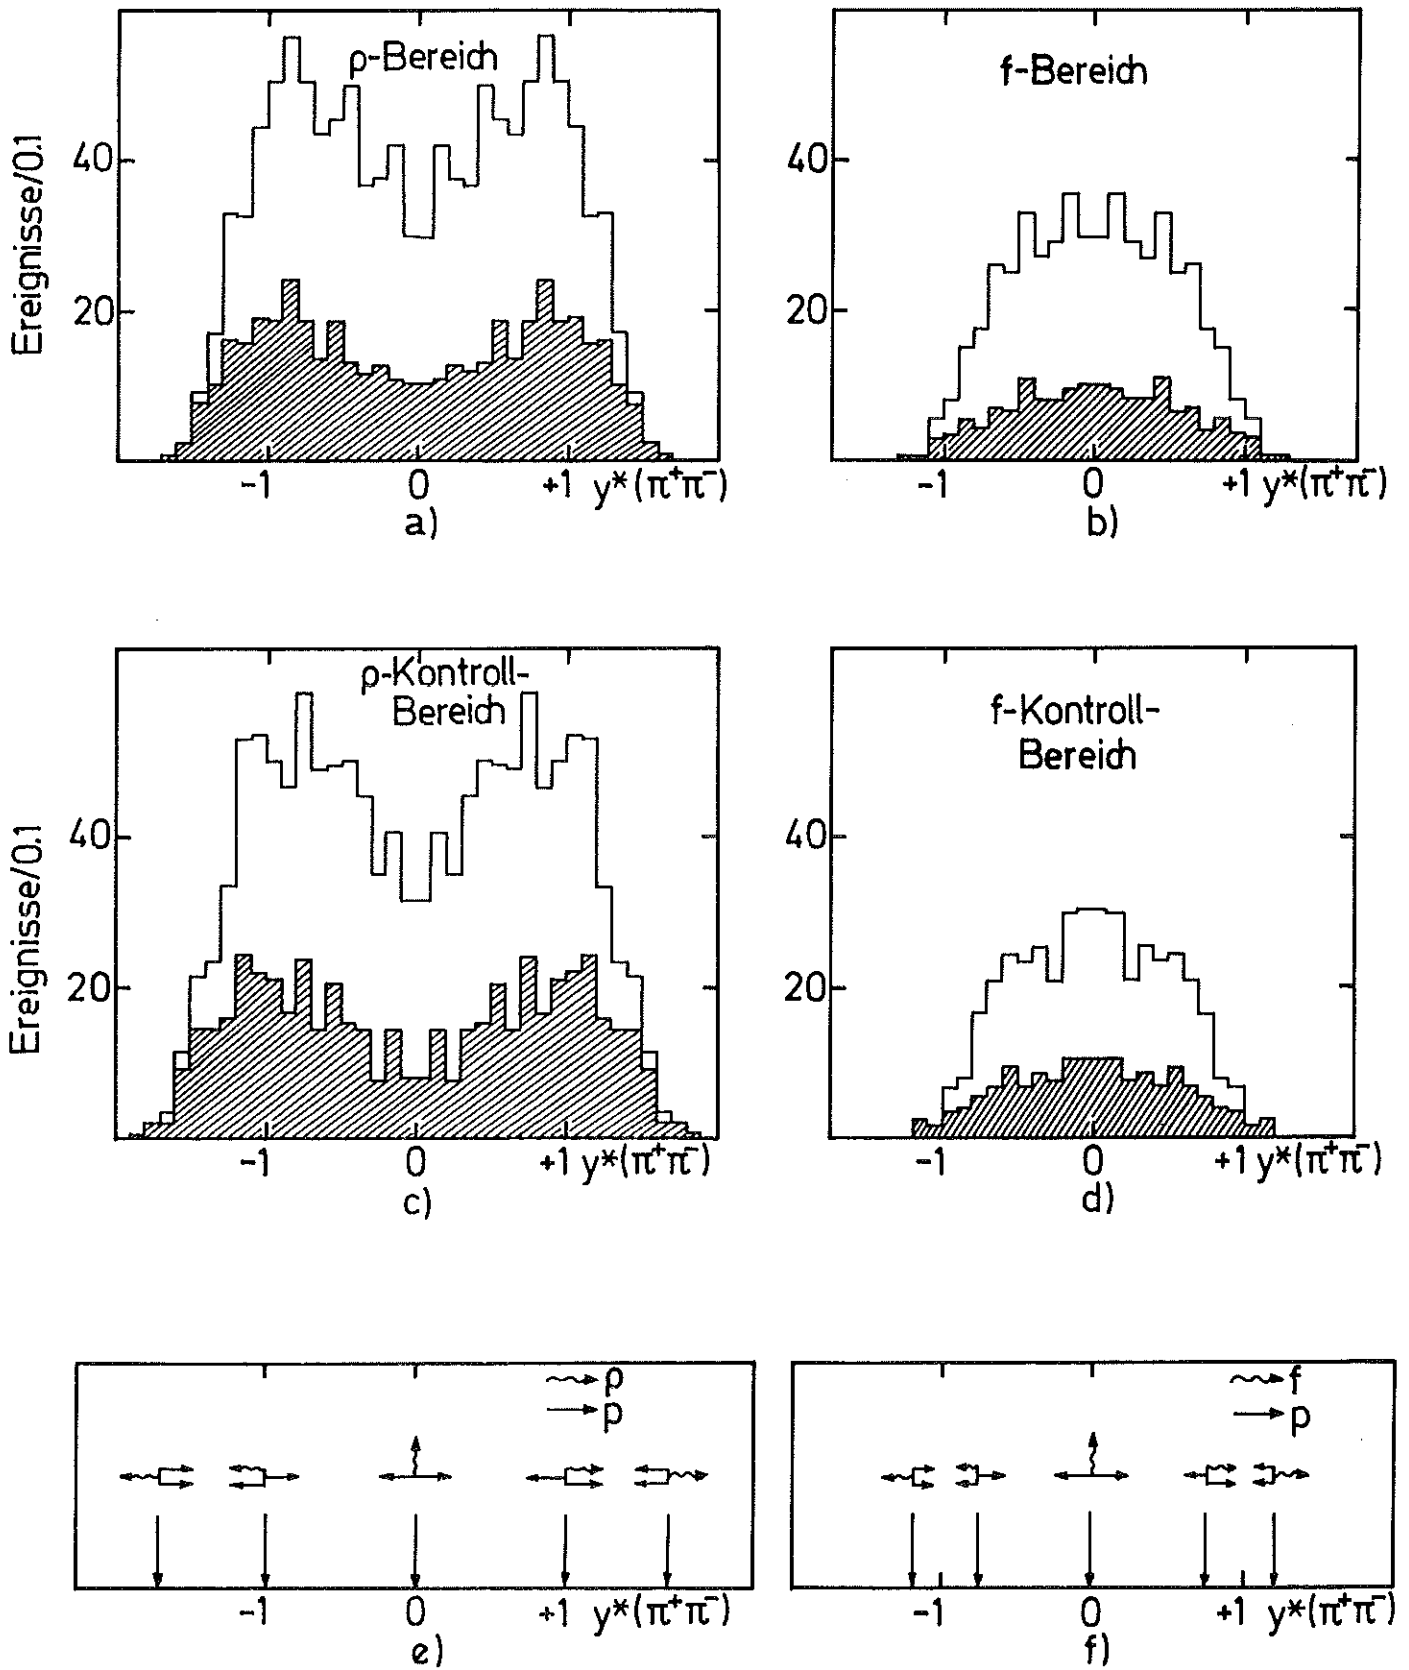 ρ-Bereich
Ereignisse/0.1
40
20
-1 0 +1 y*(π⁺π⁻)
a)
f-Bereich
40
20
-1 0 +1 y*(π⁺π⁻)
b)
ρ-Kontroll-
Bereich
Ereignisse/0.1
40
20
-1 0 +1 y*(π⁺π⁻)
c)
f-Kontroll-
Bereich
40
20
-1 0 +1 y*(π⁺π⁻)
d)
ρ
p
-1 0 +1 y*(π⁺π⁻)
e)
f
p
-1 0 +1 y*(π⁺π⁻)
f)